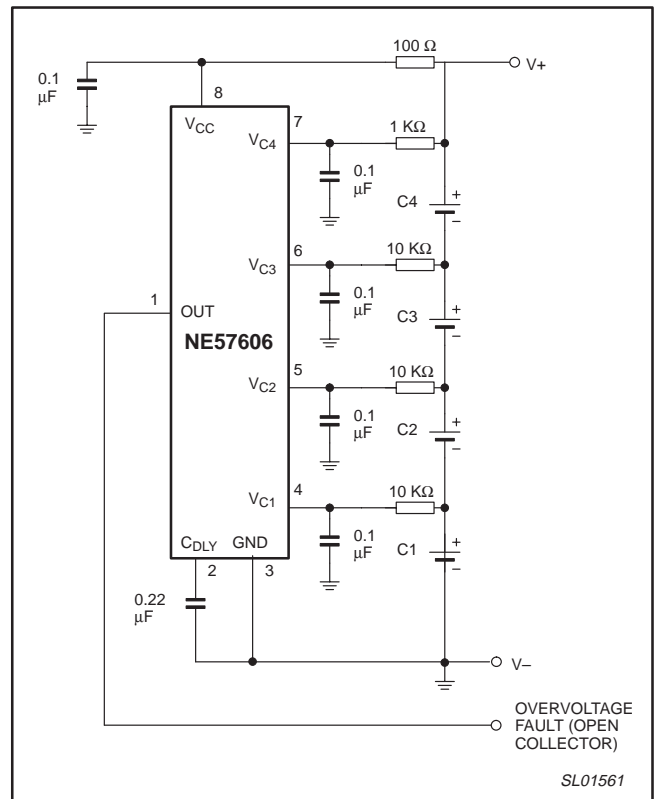 100 Ω
V+
0.1
μF
8
VCC
7
VC4
1 KΩ
0.1
μF
C4
+
–
6
VC3
10 KΩ
0.1
μF
C3
+
–
1
OUT
NE57606
5
VC2
10 KΩ
0.1
μF
C2
+
–
4
VC1
10 KΩ
0.1
μF
C1
+
–
CDLY
GND
2
3
0.22
μF
V–
OVERVOLTAGE
FAULT (OPEN
COLLECTOR)
SL01561